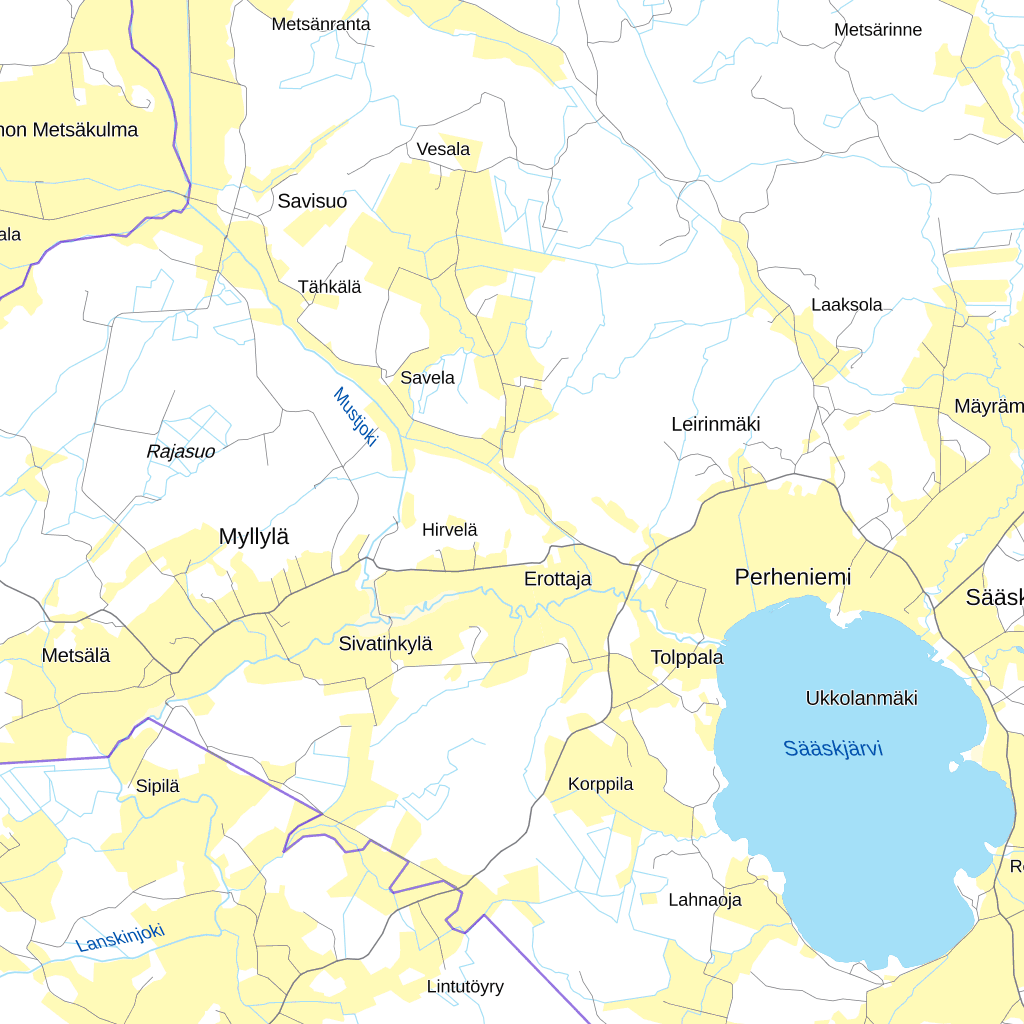 Metsänranta
Metsärinne
non Metsäkulma
Vesala
Savisuo
ala
Tähkälä
Laaksola
Savela
Mustjoki
Mäyräm
Leirinmäki
Rajasuo
Hirvelä
Myllylä
Erottaja
Perheniemi
Sääsk
Sivatinkylä
Metsälä
Tolppala
Ukkolanmäki
Sääskjärvi
Sipilä
Korppila
Lahnaoja
Lanskinjoki
Lintutöyry